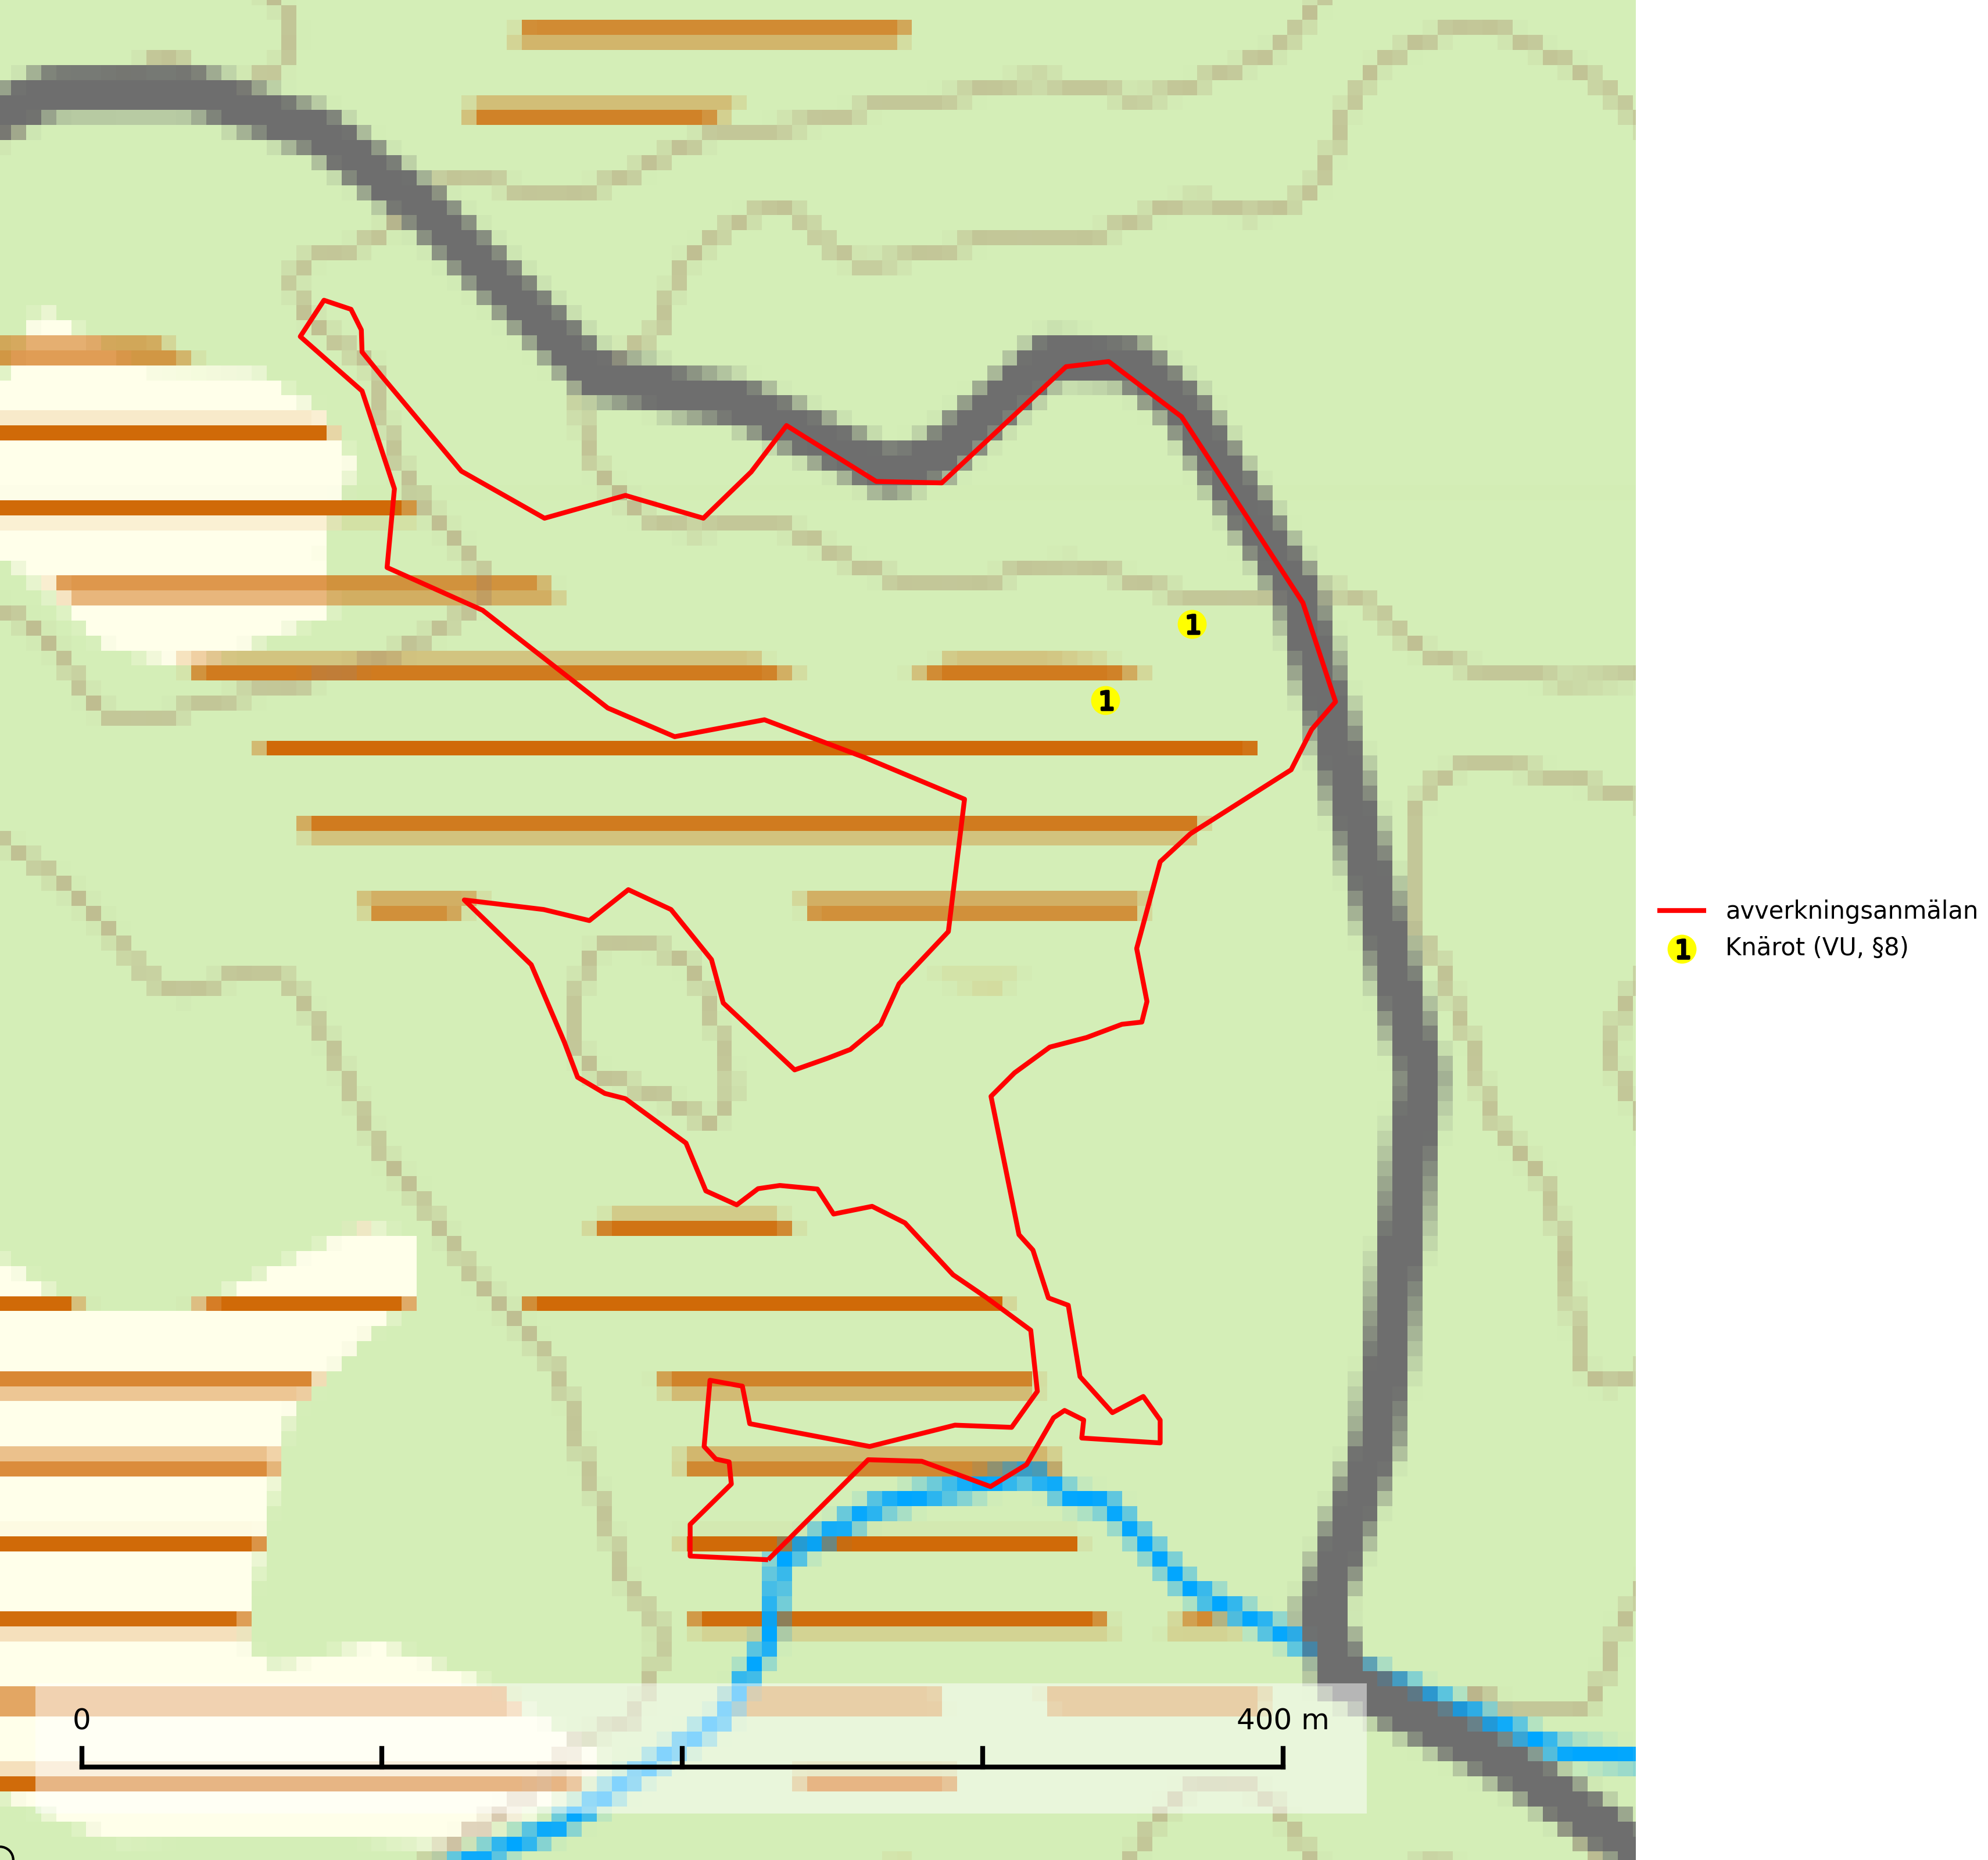 1
1
avverkningsanmälan
1 Knärot (VU, §8)
0 400 m